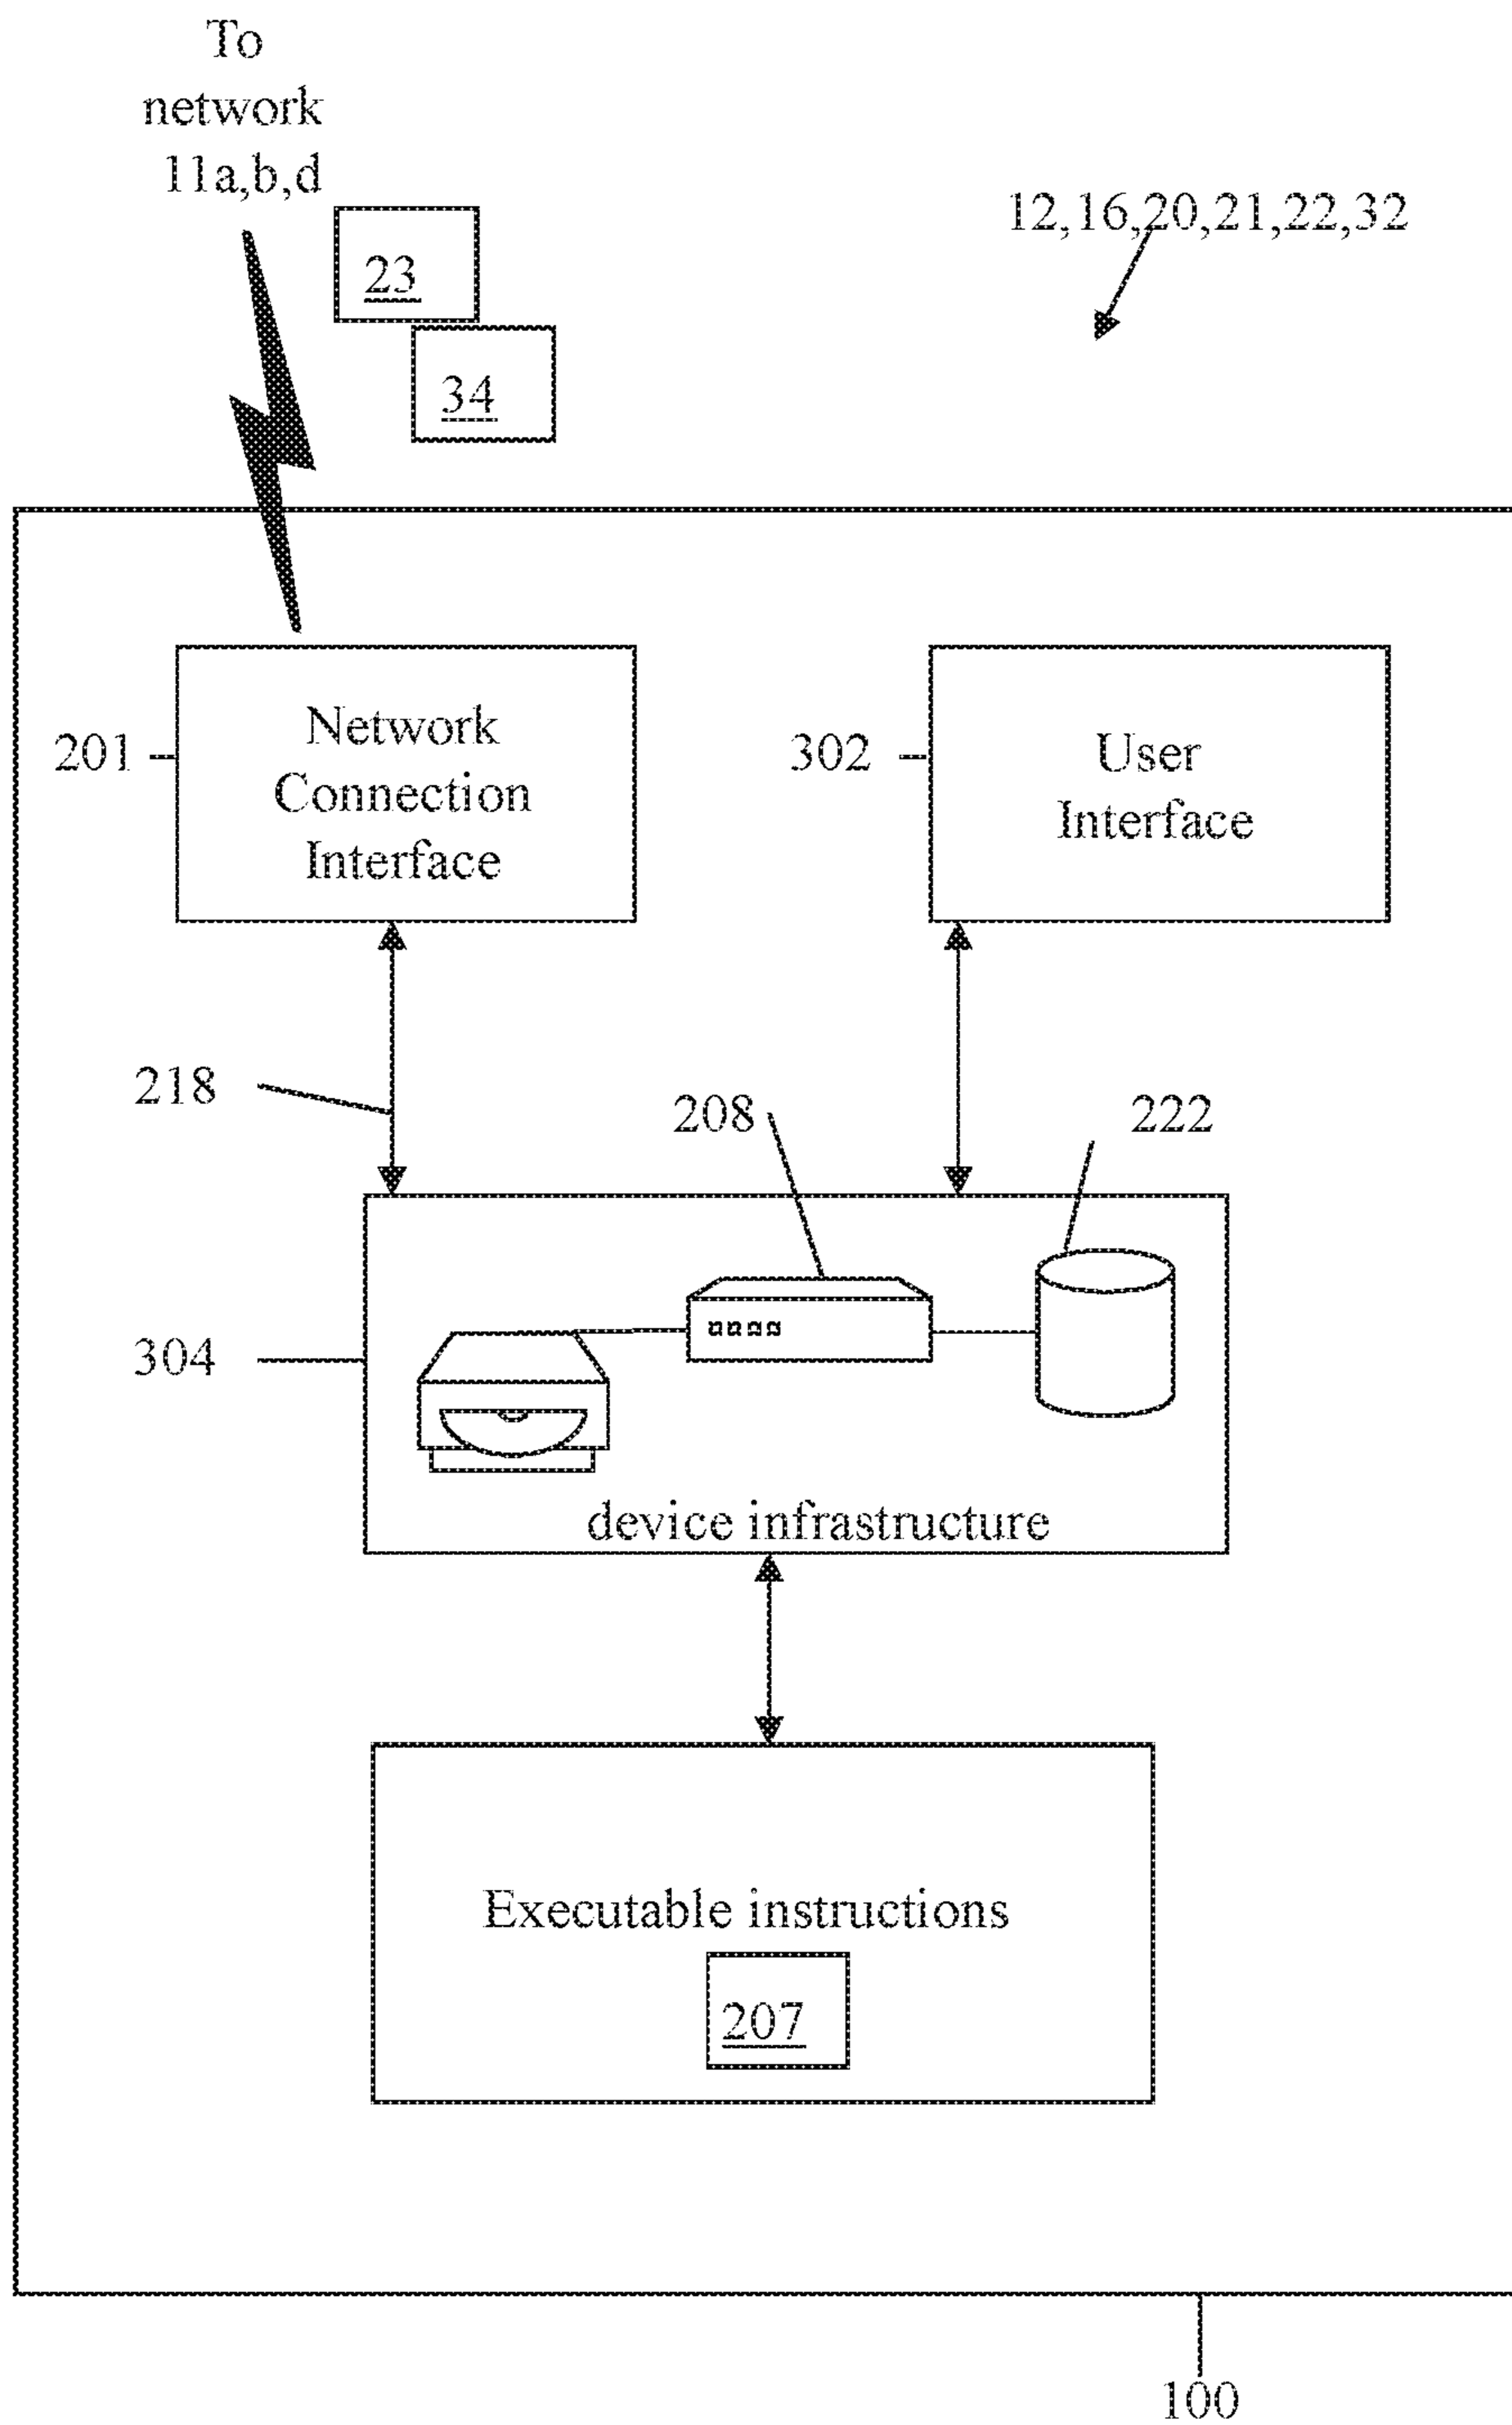 To
network
11a,b,d
12,16,20,21,22,32
23
34
201
Network
Connection
Interface
302
User
Interface
218
208
222
304
device infrastructure
Executable instructions
207
100